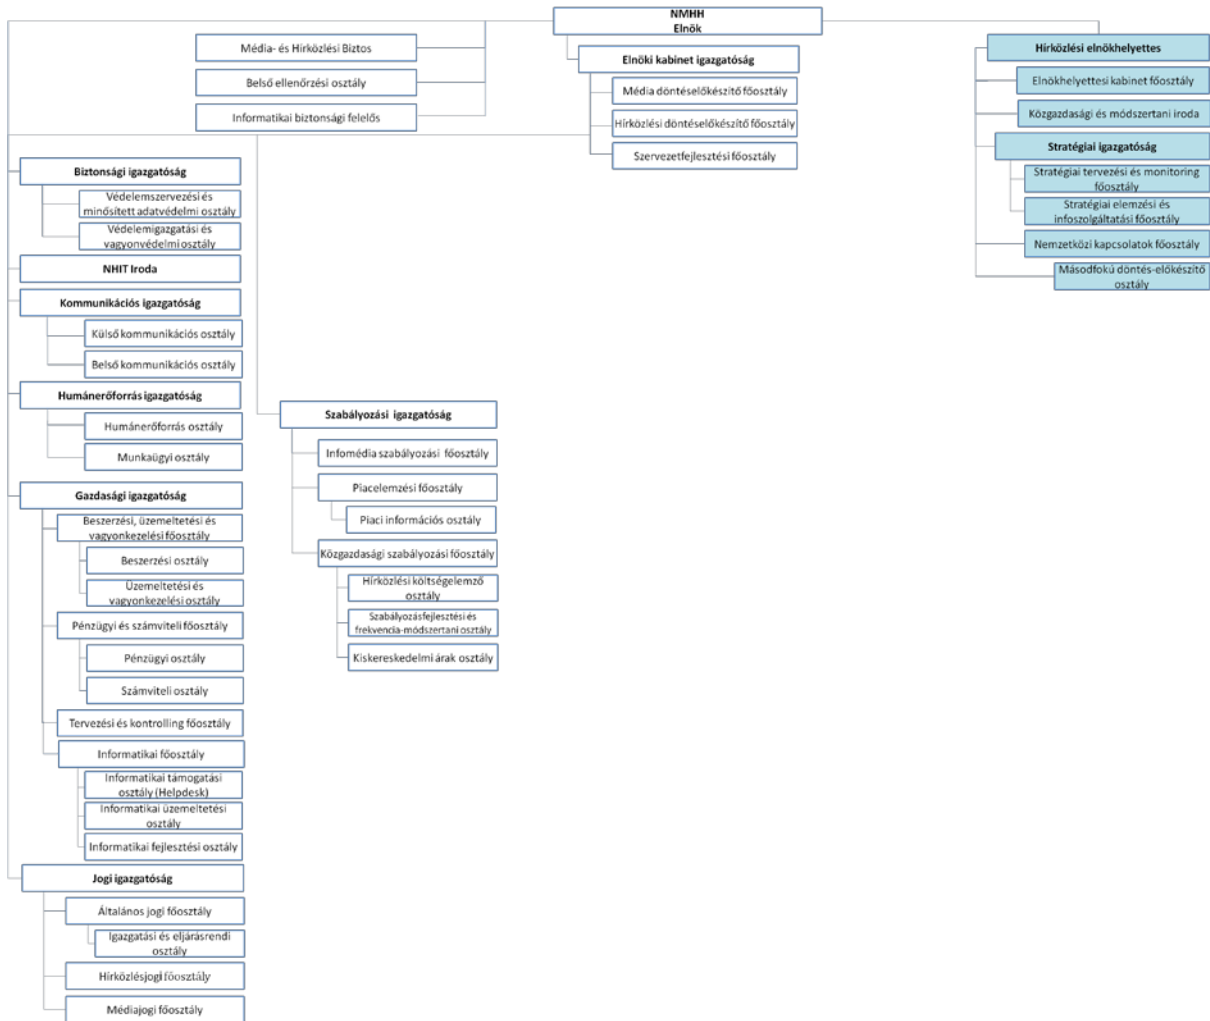 NMHH
Elnök
Média- és Hírközlési Biztos
Belső ellenőrzési osztály
Informatikai biztonsági felelős
Elnöki kabinet igazgatóság
Média döntéselőkészítő főosztály
Hírközlési döntéselőkészítő főosztály
Szervezetfejlesztési főosztály
Hírközlési elnökhelyettes
Elnökhelyettesi kabinet főosztály
Közgazdasági és módszertani iroda
Stratégiai igazgatóság
Stratégiai tervezési és monitoring
főosztály
Stratégiai elemzési és
infoszolgáltatási főosztály
Nemzetközi kapcsolatok főosztály
Másodfokú döntés-előkészítő
osztály
Biztonsági igazgatóság
Védelemszervezési és
minősített adatvédelmi osztály
Védelemigazgatási és
vagyonvédelmi osztály
NHIT Iroda
Kommunikációs igazgatóság
Külső kommunikációs osztály
Belső kommunikációs osztály
Humánerőforrás igazgatóság
Humánerőforrás osztály
Munkaügyi osztály
Gazdasági igazgatóság
Beszerzési, üzemeltetési és
vagyonkezelési főosztály
Beszerzési osztály
Üzemeltetési és
vagyonkezelési osztály
Pénzügyi és számviteli főosztály
Pénzügyi osztály
Számviteli osztály
Tervezési és kontrolling főosztály
Informatikai főosztály
Informatikai támogatási
osztály (Helpdesk)
Informatikai üzemeltetési
osztály
Informatikai fejlesztési osztály
Jogi igazgatóság
Általános jogi főosztály
Igazgatási és eljárásrendi
osztály
Hírközlésjogi főosztály
Médiajogi főosztály
Szabályozási igazgatóság
Infomédia szabályozási főosztály
Piacelemzési főosztály
Piaci információs osztály
Közgazdasági szabályozási főosztály
Hírközlési költségelemző
osztály
Szabályozásfejlesztési és
frekvencia-módszertani osztály
Kiskereskedelmi árak osztály